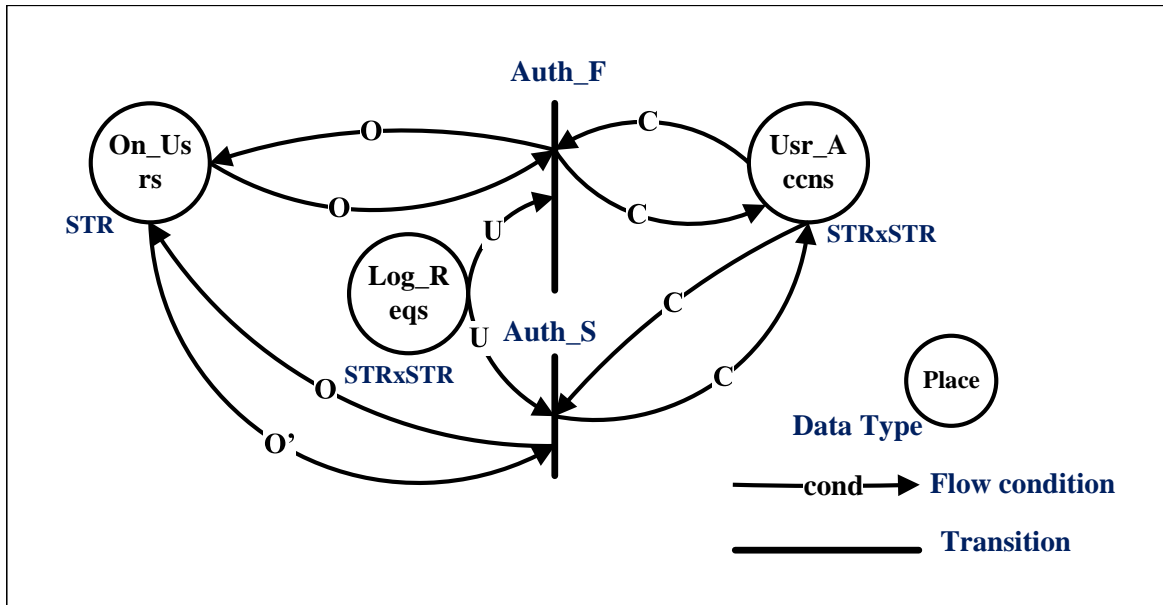 Auth_F
On_Us
rs
STR
O
O
C
C
Usr_A
ccns
STRxSTR
U
Log_R
eqs
STRxSTR
U
Auth_S
C
C
O
O’
Place
Data Type
cond
Flow condition
Transition